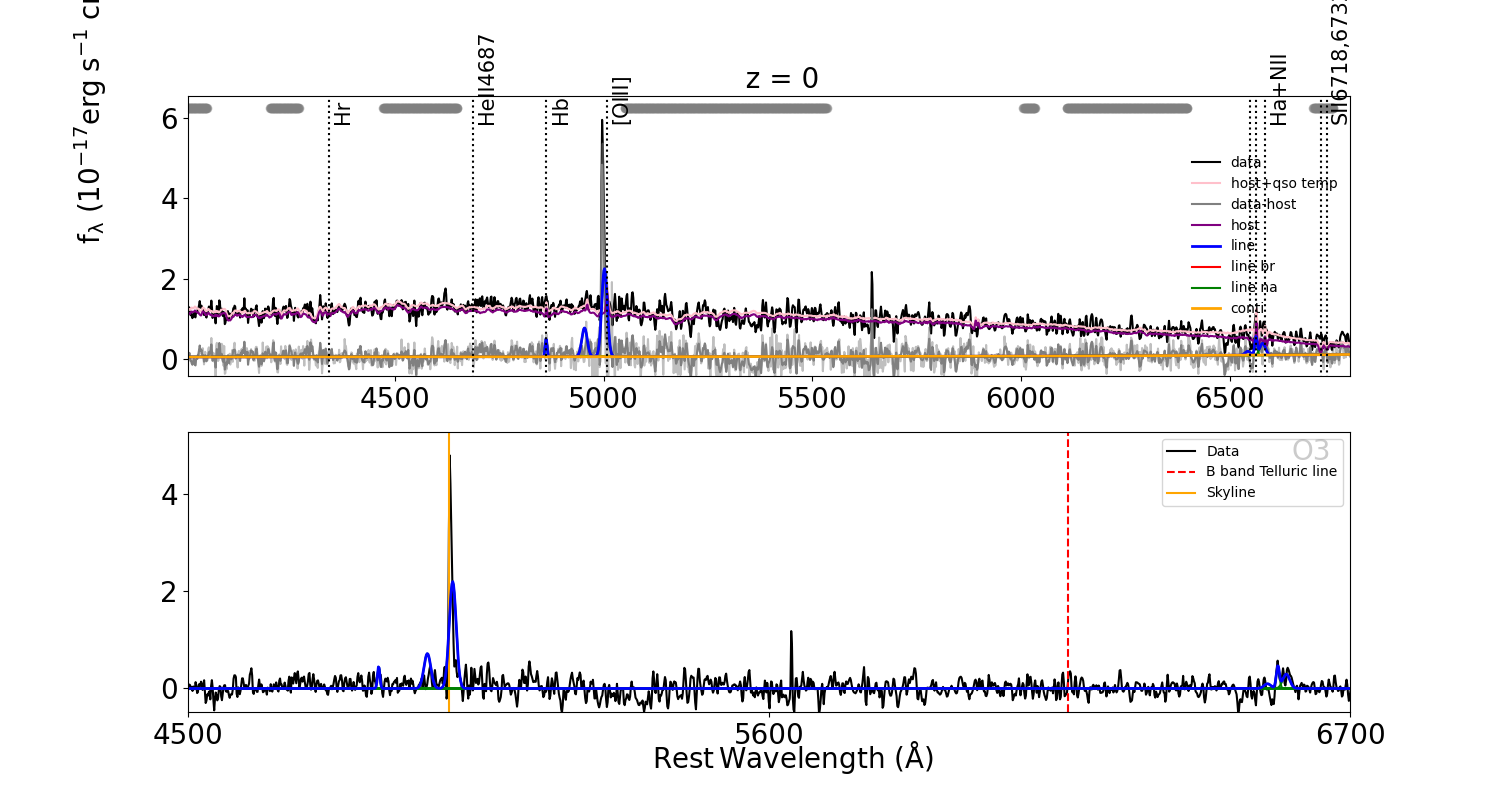 z = 0
f_λ (10^−17 erg s^−1
Hr
HeII4687
Hb
[OIII]
Ha+NII
SII6718,673
6
4
2
0
data
host+qso temp
data-host
host
line
line br
line na
conti
4500
5000
5500
6000
6500
O3
Data
B band Telluric line
Skyline
4
2
0
4500
5600
6700
Rest Wavelength (Å)